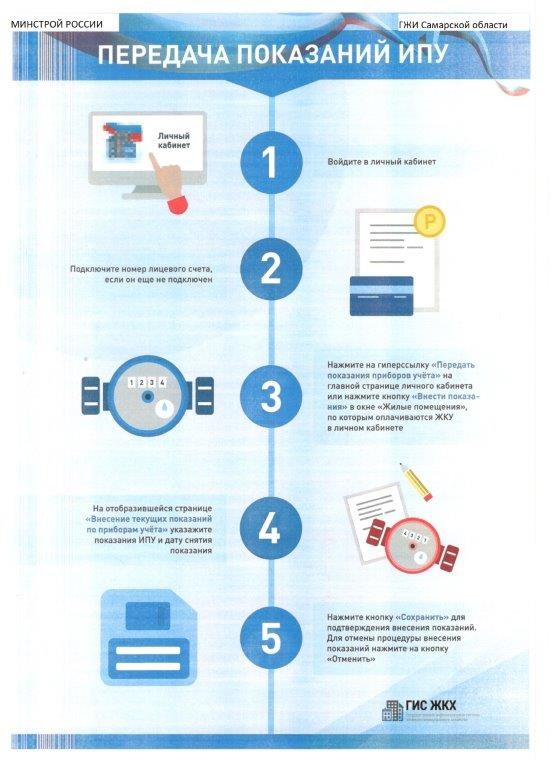 МИНСТРОЙ РОССИИ
ГЖИ Самарской области
ПЕРЕДАЧА ПОКАЗАНИЙ ИПУ
Личный
кабинет
1
Войдите в личный кабинет
2
Подключите номер лицевого счета,
если он еще не подключен
Р
1 2 3 4
3
Нажмите на гиперссылку «Передать
показания приборов учёта» на
главной странице личного кабинета
или нажмите кнопку «Внести показа-
ния» в окне «Жилые помещения»,
по которым оплачиваются ЖКУ
в личном кабинете
На отобразившейся странице
«Внесение текущих показаний
по приборам учёта» укажите
показания ИПУ и дату снятия
показания
4
4 3 2 1
5
Нажмите кнопку «Сохранить» для
подтверждения внесения показаний.
Для отмены процедуры внесения
показаний нажмите на кнопку
«Отменить»
ГИС ЖКХ